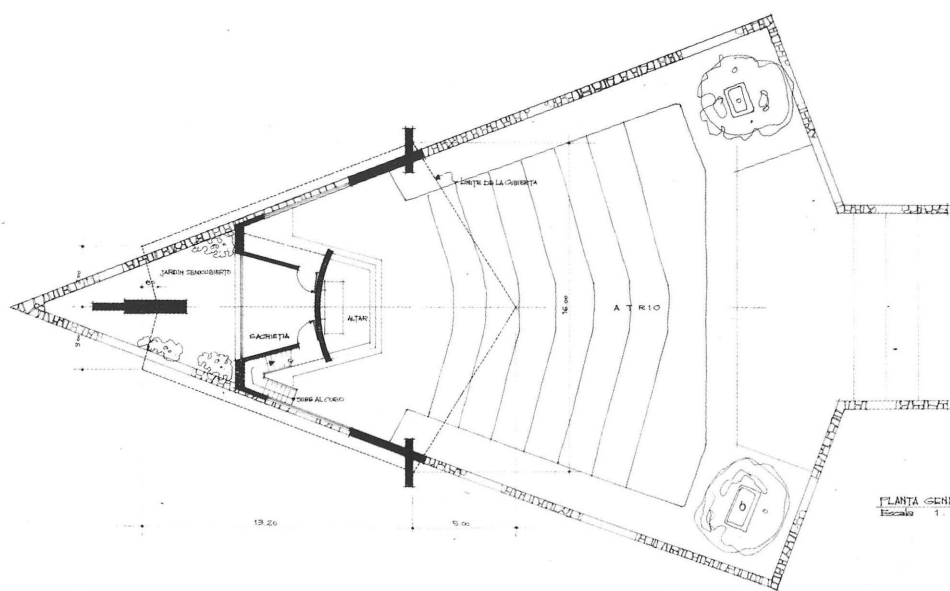 LIMITE DE LA CUBIERTA
JARDIN SEMICUBIERTO
SACRISTIA
ALTAR
SUBE AL CORO
16.00
ATRIO
13.20
5.00
PLANTA GENE
Escala 1: